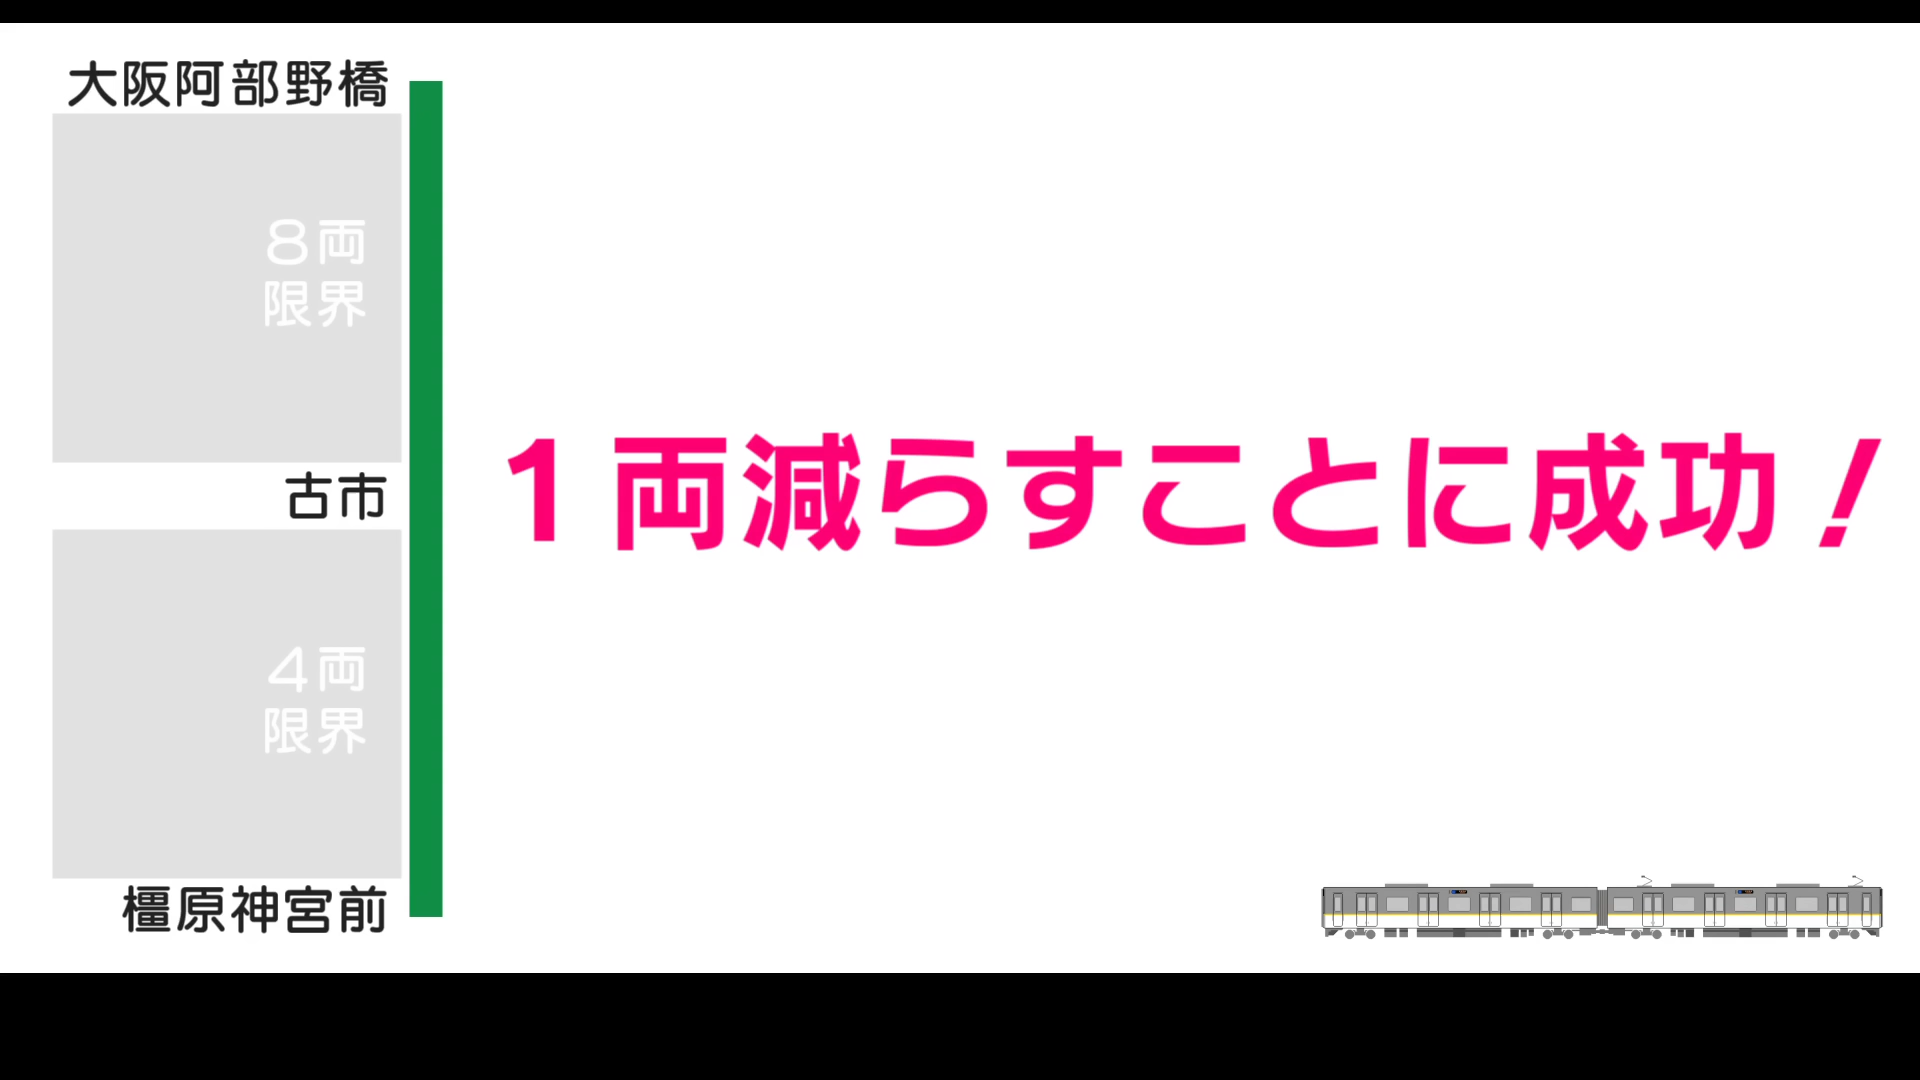 大阪阿部野橋
8両
限界
古市
1両減らすことに成功！
4両
限界
橿原神宮前